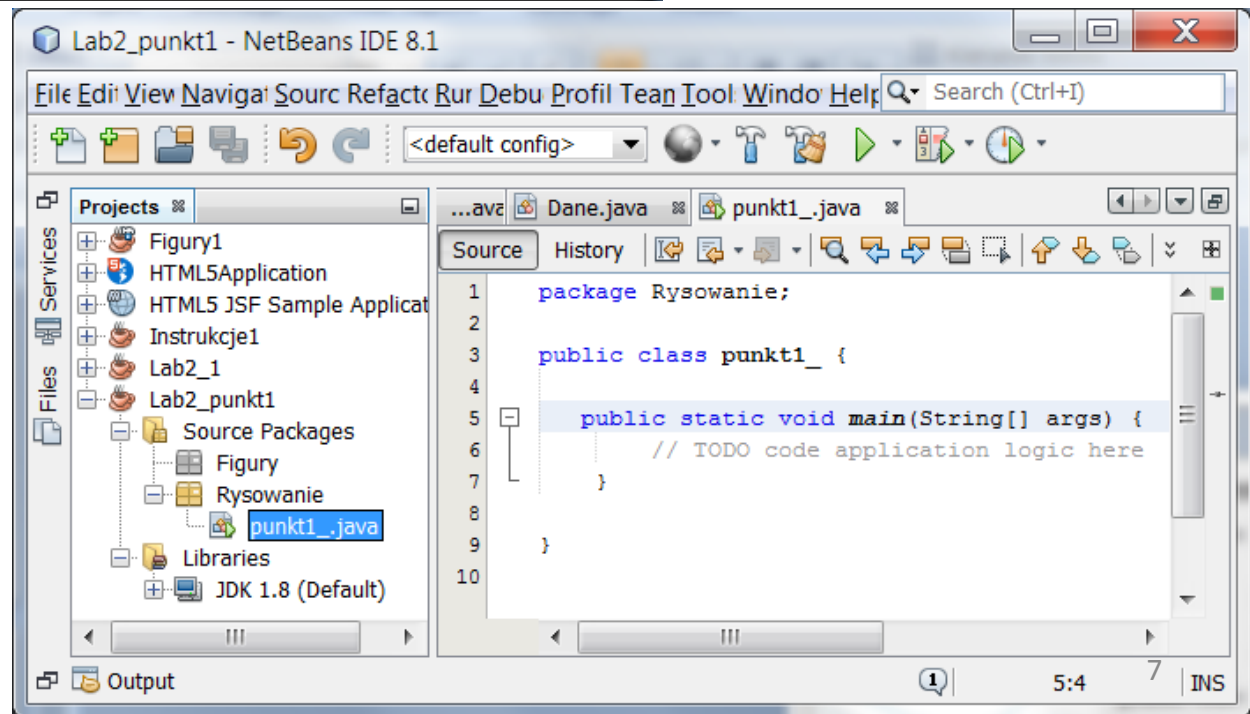 Lab2_punkt1 - NetBeans IDE 8.1
File Edit View Navigat Sourc Refacto Run Debu Profil Team Tool Windo Help Search (Ctrl+I)
<default config>
Projects
Services
Files
Figury1
HTML5Application
HTML5 JSF Sample Applicat
Instrukcje1
Lab2_1
Lab2_punkt1
Source Packages
Figury
Rysowanie
punkt1_.java
Libraries
JDK 1.8 (Default)
...ava Dane.java punkt1_.java
Source History
1 package Rysowanie;
2
3 public class punkt1_ {
4
5 public static void main(String[] args) {
6 // TODO code application logic here
7 }
8
9 }
10
Output 1 5:4 7 INS